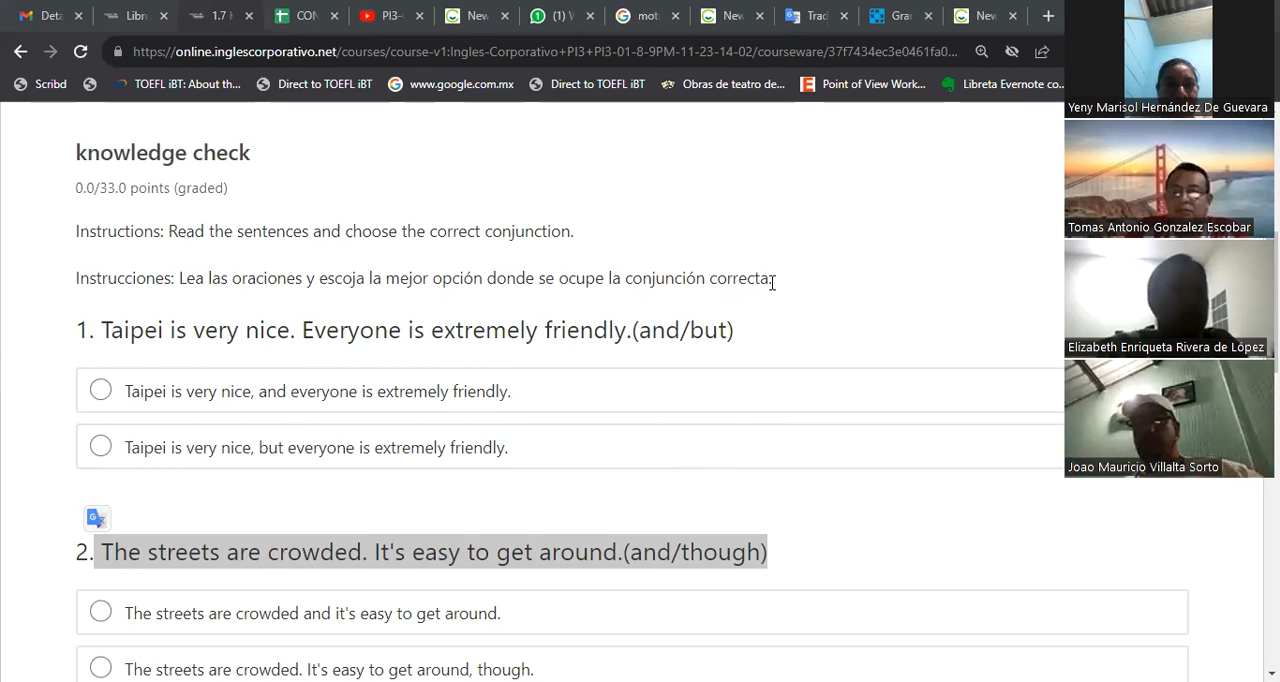 Deta
Libro
1.7 K
CON
PI3-
New
(1) W
moti
New
Trad
Gra
New
https://online.inglescorporativo.net/courses/course-v1:Ingles-Corporativo+PI3+PI3-01-8-9PM-11-23-14-02/courseware/37f7434ec3e0461fa0...
Scribd
TOEFL iBT: About th...
Direct to TOEFL iBT
www.google.com.mx
Direct to TOEFL iBT
Obras de teatro de...
Point of View Work...
Libreta Evernote co...
knowledge check
0.0/33.0 points (graded)
Instructions: Read the sentences and choose the correct conjunction.
Instrucciones: Lea las oraciones y escoja la mejor opción donde se ocupe la conjunción correcta.
1. Taipei is very nice. Everyone is extremely friendly.(and/but)
Taipei is very nice, and everyone is extremely friendly.
Taipei is very nice, but everyone is extremely friendly.
2. The streets are crowded. It's easy to get around.(and/though)
The streets are crowded and it's easy to get around.
The streets are crowded. It's easy to get around, though.
Yeny Marisol Hernández De Guevara
Tomas Antonio Gonzalez Escobar
Elizabeth Enriqueta Rivera de López
Joao Mauricio Villalta Sorto